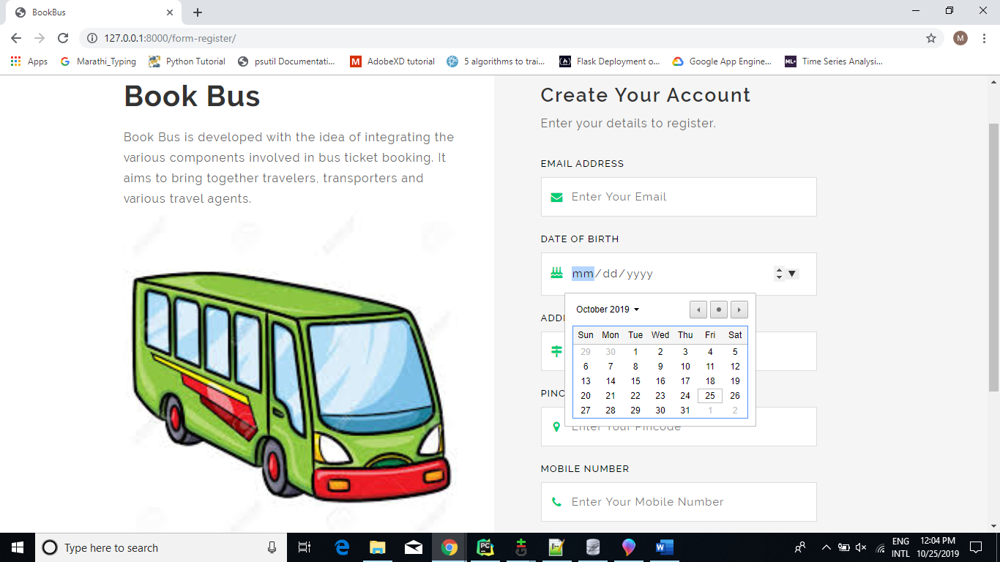 BookBus
127.0.0.1:8000/form-register/
M
Apps
Marathi_Typing
Python Tutorial
psutil Documentati...
M
AdobeXD tutorial
5 algorithms to trai...
Flask Deployment o...
Google App Engine...
ML
Time Series Analysi...
Book Bus
Book Bus is developed with the idea of integrating the
various components involved in bus ticket booking. It
aims to bring together travelers, transporters and
various travel agents.
Create Your Account
Enter your details to register.
EMAIL ADDRESS
Enter Your Email
DATE OF BIRTH
mm/dd/yyyy
October 2019
Sun Mon Tue Wed Thu Fri Sat
29 30 1 2 3 4 5
6 7 8 9 10 11 12
13 14 15 16 17 18 19
20 21 22 23 24 25 26
27 28 29 30 31 1 2
ADD
PINC
Enter Your Pincode
MOBILE NUMBER
Enter Your Mobile Number
Type here to search
PC
W
ENG
INTL
12:04 PM
10/25/2019